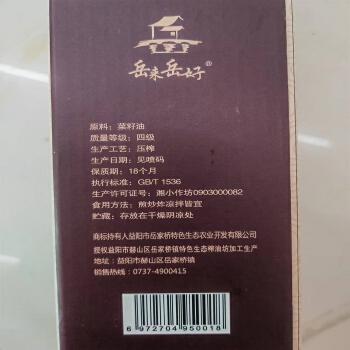 岳来岳好®
原料：菜籽油
质量等级：四级
生产工艺：压榨
生产日期：见喷码
保质期：18个月
执行标准：GB/T 1536
生产许可证号：湘小作坊0903000082
食用方法：煎炒炸凉拌皆宜
贮藏：存放在干燥阴凉处
商标持有人益阳市岳家桥特色生态农业开发有限公司
授权益阳市赫山区岳家桥镇特色生态榨油坊加工生产
地址：益阳市赫山区岳家桥镇
销售热线：0737-4900415
6 972704 950018